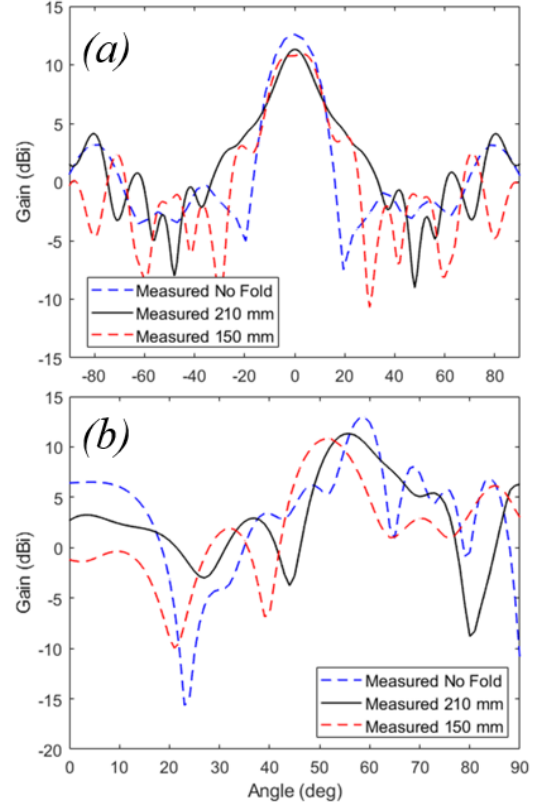 (a)
15
10
5
0
-5
-10
15
Gain (dBi)
Measured No Fold
Measured 210 mm
Measured 150 mm
-80 -60 -40 -20 0 20 40 60 80
(b)
15
10
5
0
-5
-10
-15
-20
Gain (dBi)
Measured No Fold
Measured 210 mm
Measured 150 mm
0 10 20 30 40 50 60 70 80 90
Angle (deg)